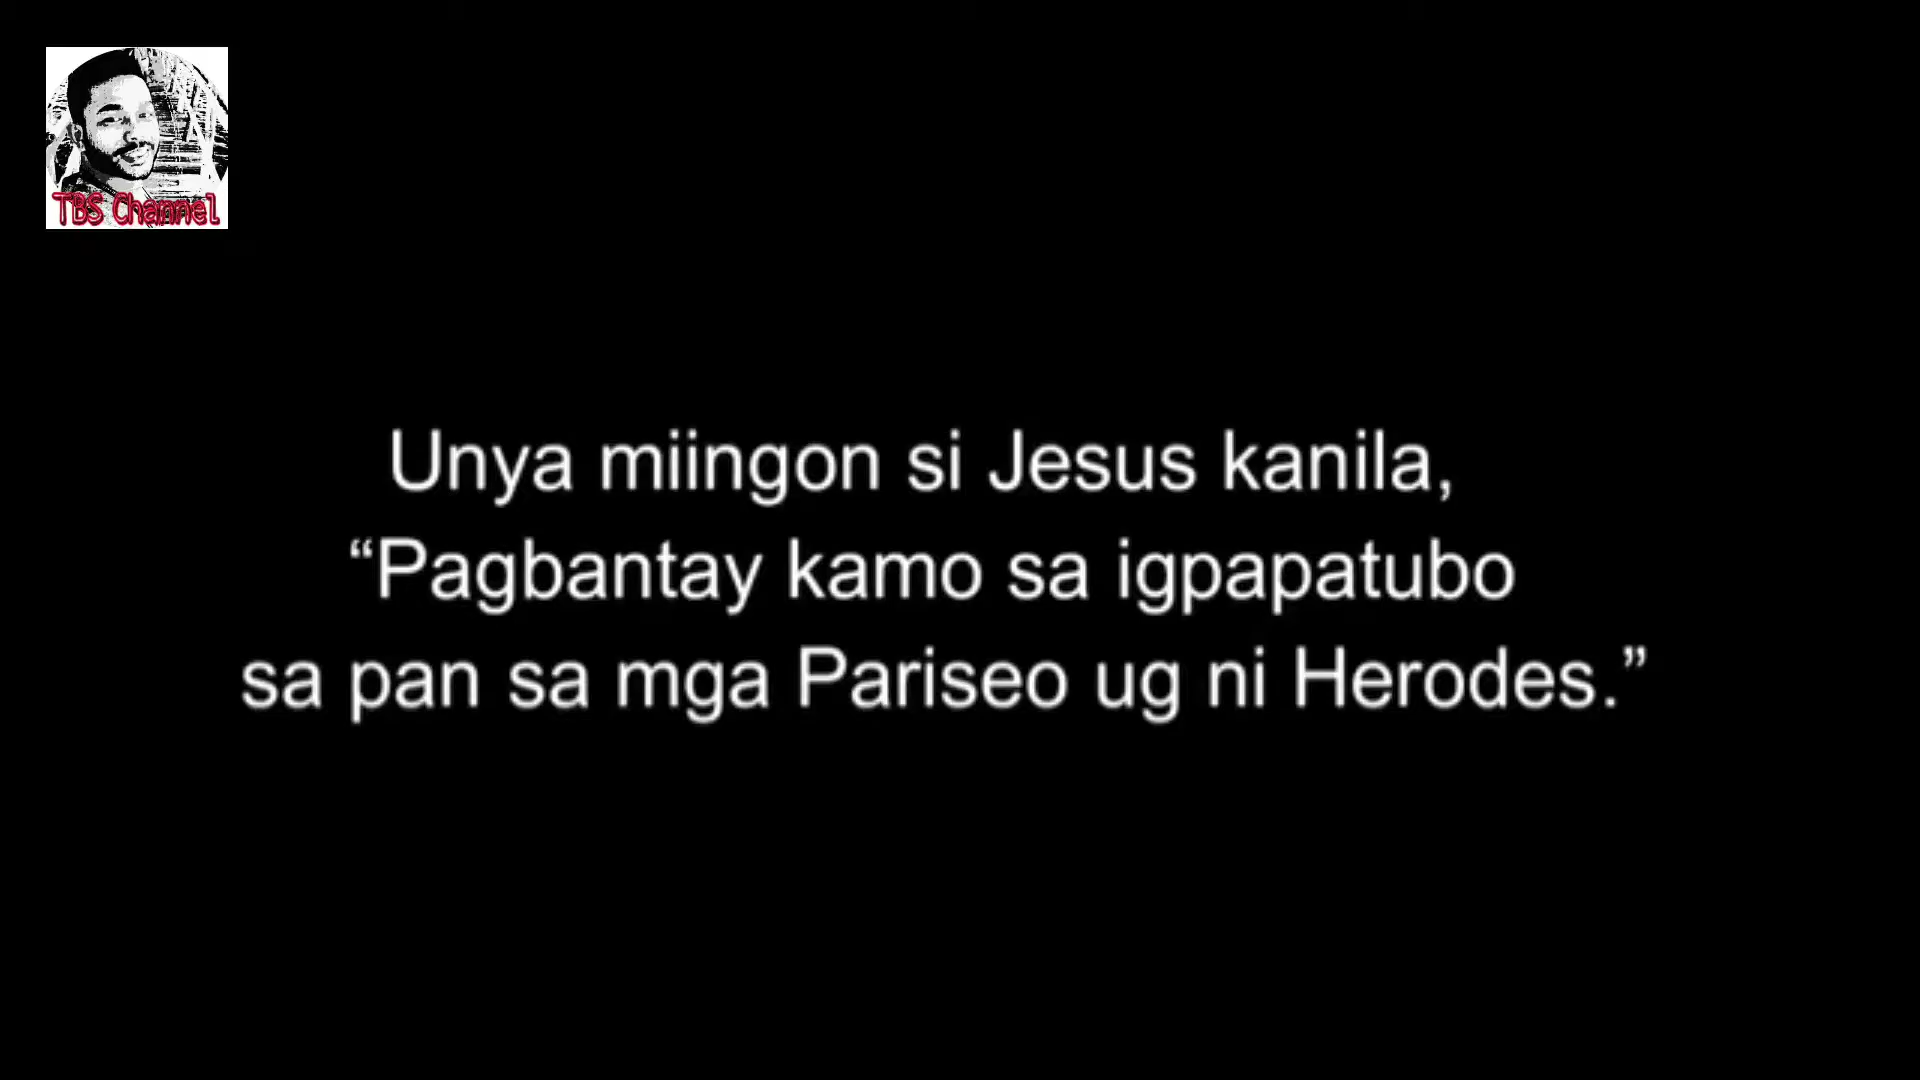 TBS Channel
Unya miingon si Jesus kanila,
“Pagbantay kamo sa igpapatubo
sa pan sa mga Pariseo ug ni Herodes.”